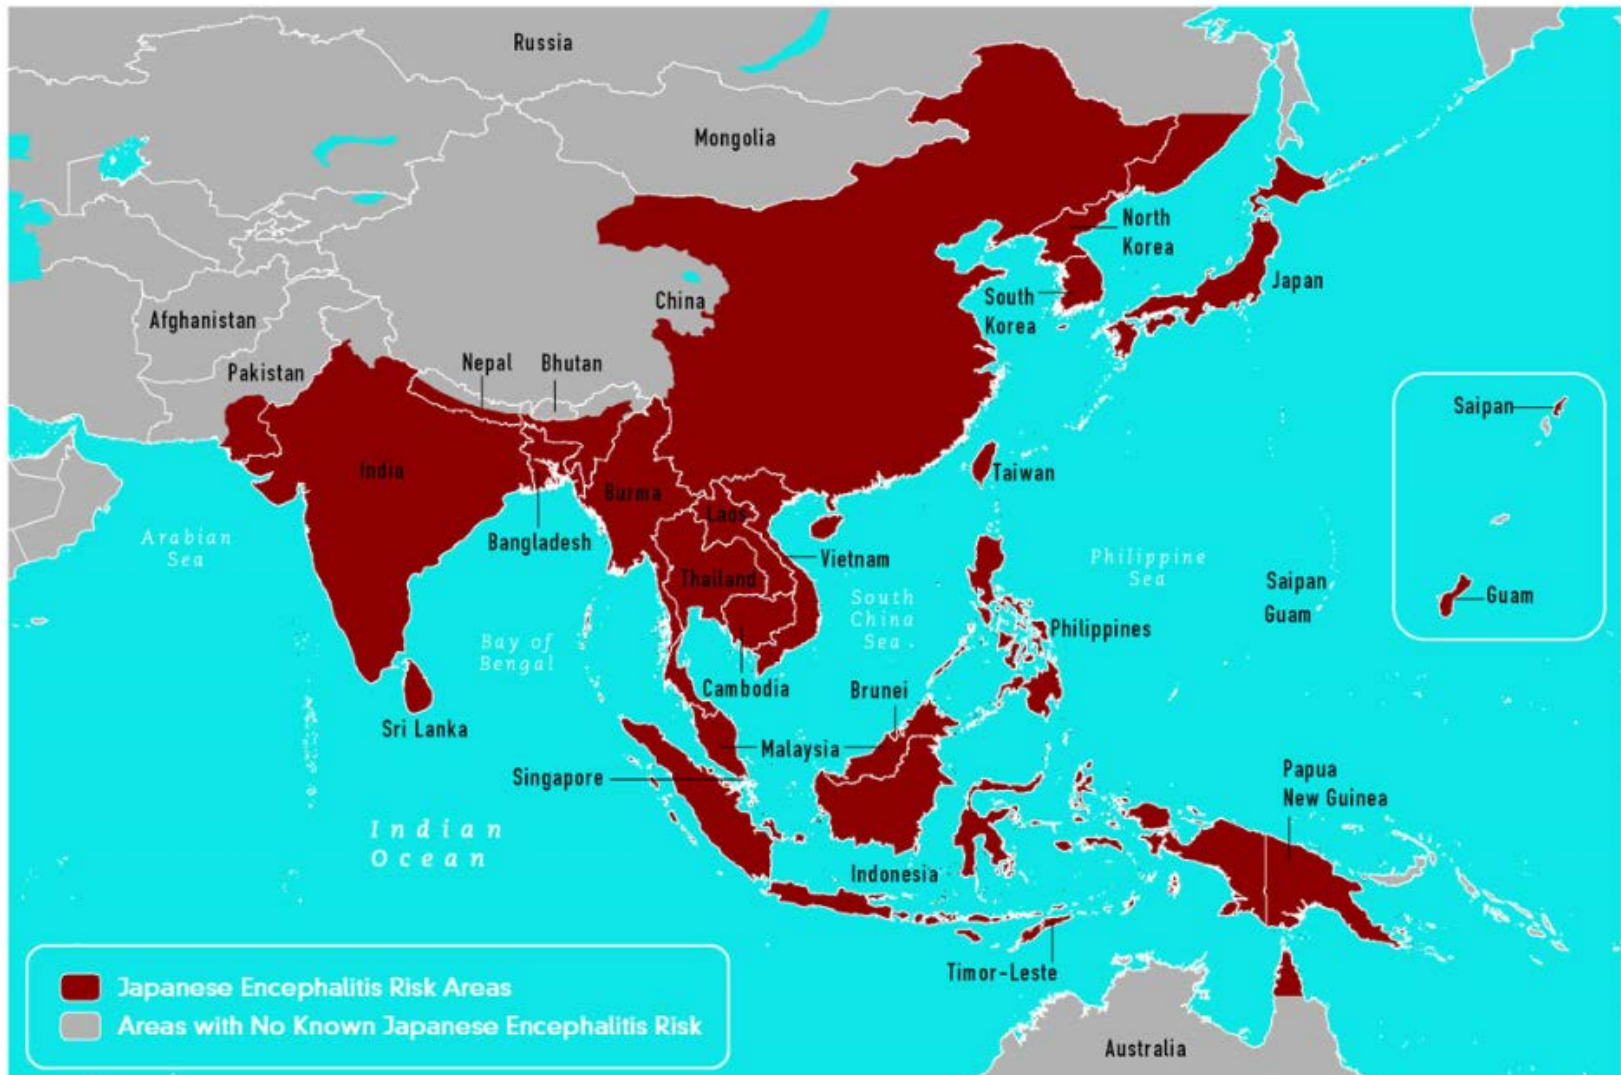 Russia
Mongolia
North
Korea
Japan
South
Korea
China
Afghanistan
Pakistan
Nepal
Bhutan
Saipan
India
Taiwan
Burma
Laos
Bangladesh
Arabian
Sea
Vietnam
Philippine
Sea
Thailand
Saipan
Guam
Guam
South
China
Sea
Philippines
Bay of
Bengal
Cambodia
Brunei
Sri Lanka
Malaysia
Singapore
Papua
New Guinea
Indian
Ocean
Indonesia
Timor-Leste
Japanese Encephalitis Risk Areas
Areas with No Known Japanese Encephalitis Risk
Australia